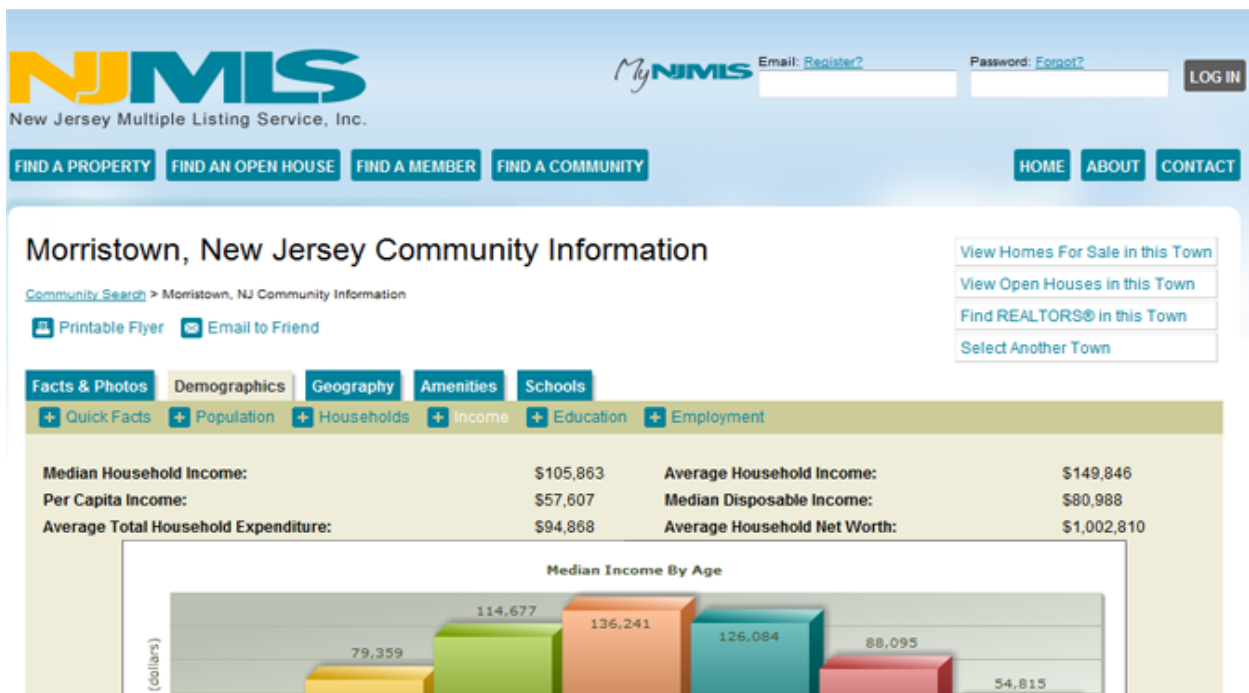 NJMLS
New Jersey Multiple Listing Service, Inc.
My NJMLS
Email: Register?
Password: Forgot?
LOG IN
FIND A PROPERTY FIND AN OPEN HOUSE FIND A MEMBER FIND A COMMUNITY
HOME ABOUT CONTACT
Morristown, New Jersey Community Information
Community Search > Morristown, NJ Community Information
Printable Flyer Email to Friend
View Homes For Sale in this Town
View Open Houses in this Town
Find REALTORS® in this Town
Select Another Town
Facts & Photos Demographics Geography Amenities Schools
Quick Facts Population Households Income Education Employment
Median Household Income: $105,863 Average Household Income: $149,846
Per Capita Income: $57,607 Median Disposable Income: $80,988
Average Total Household Expenditure: $94,868 Average Household Net Worth: $1,002,810
Median Income By Age
(dollars)
79,359
114,677
136,241
126,084
88,095
54,815